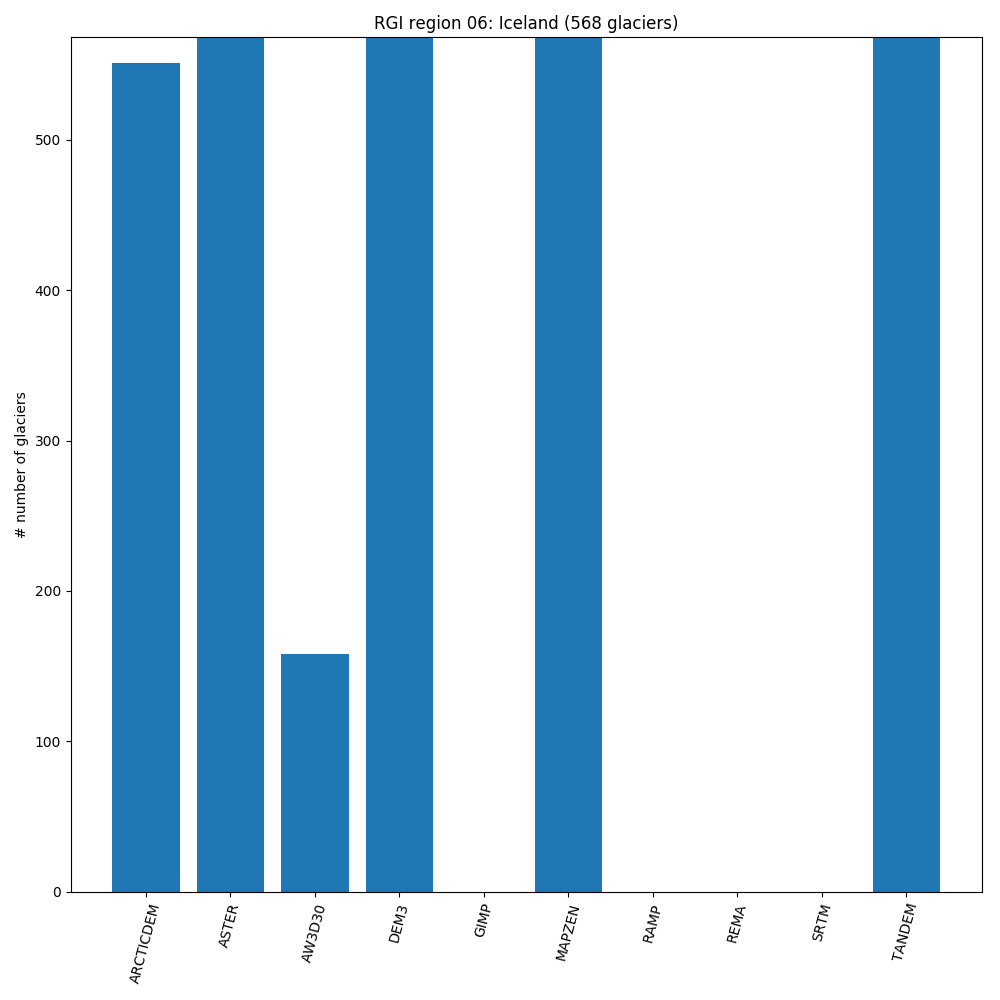 RGI region 06: Iceland (568 glaciers)
# number of glaciers
500
400
300
200
100
0
ARCTICDEM
ASTER
AW3D30
DEM3
GIMP
MAPZEN
RAMP
REMA
SRTM
TANDEM